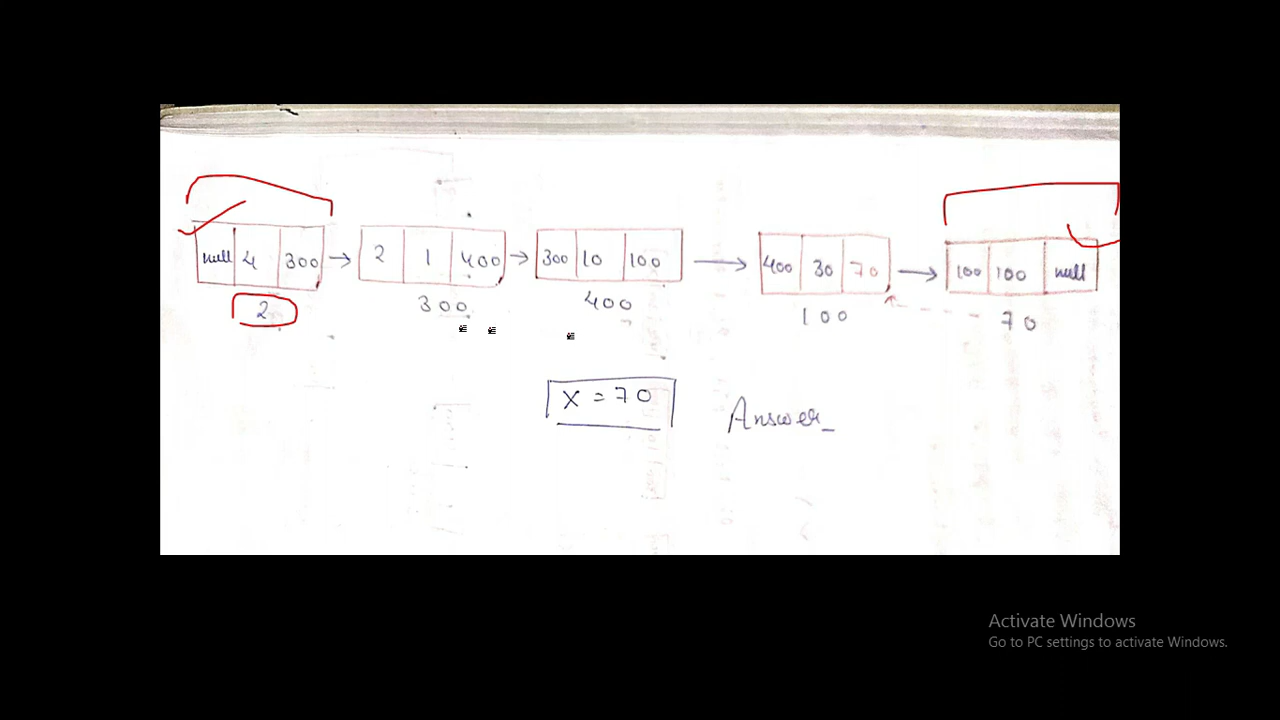 null 4 300 → 2 1 400 → 300 10 100 → 400 30 70 → 100 100 null
2 300 400 100 70
X = 70 Answer
Activate Windows
Go to PC settings to activate Windows.